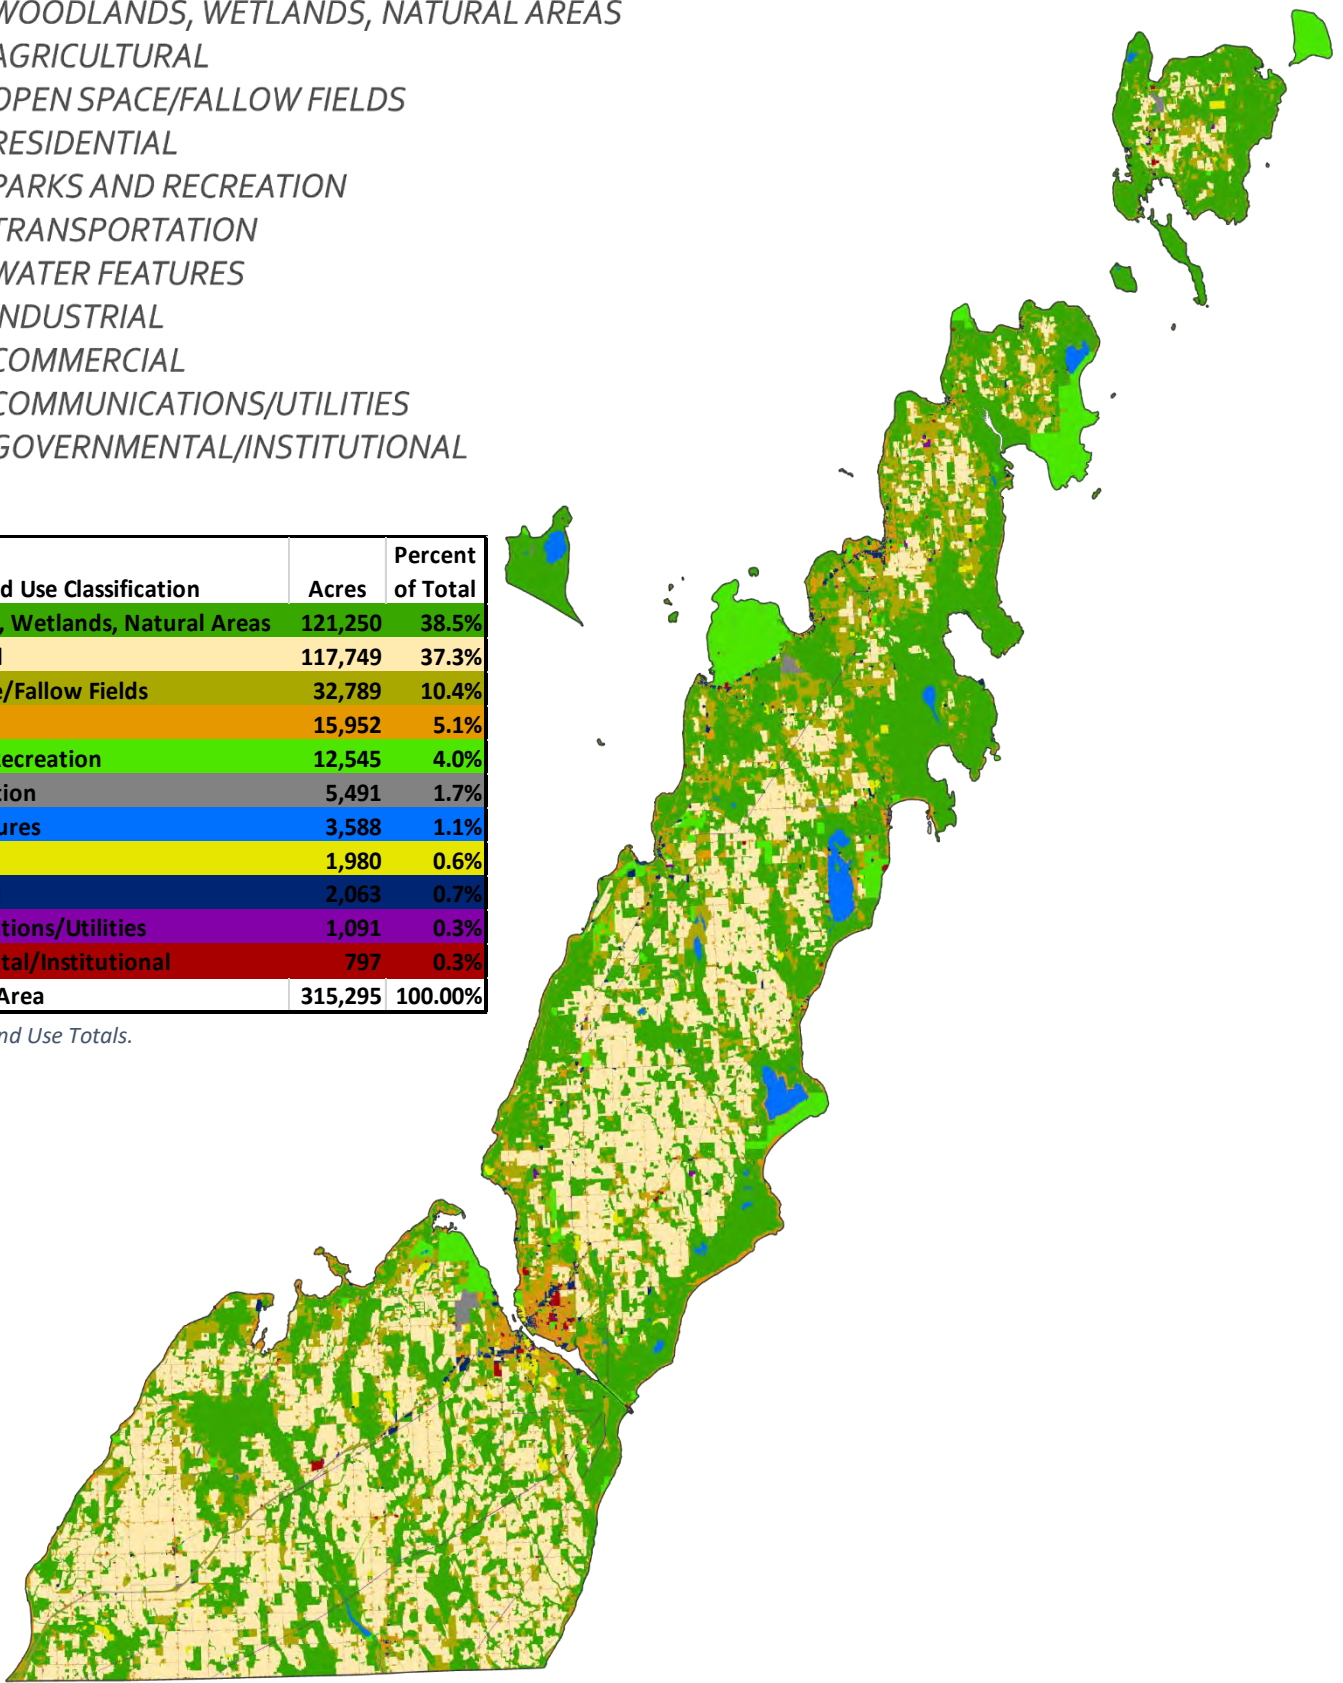 WOODLANDS, WETLANDS, NATURAL AREAS
AGRICULTURAL
OPEN SPACE/FALLOW FIELDS
RESIDENTIAL
PARKS AND RECREATION
TRANSPORTATION
WATER FEATURES
INDUSTRIAL
COMMERCIAL
COMMUNICATIONS/UTILITIES
GOVERNMENTAL/INSTITUTIONAL
Percent
d Use Classification Acres of Total
, Wetlands, Natural Areas 121,250 38.5%
l 117,749 37.3%
e/Fallow Fields 32,789 10.4%
15,952 5.1%
Recreation 12,545 4.0%
tion 5,491 1.7%
ures 3,588 1.1%
1,980 0.6%
2,063 0.7%
ations/Utilities 1,091 0.3%
tal/Institutional 797 0.3%
Area 315,295 100.00%
nd Use Totals.